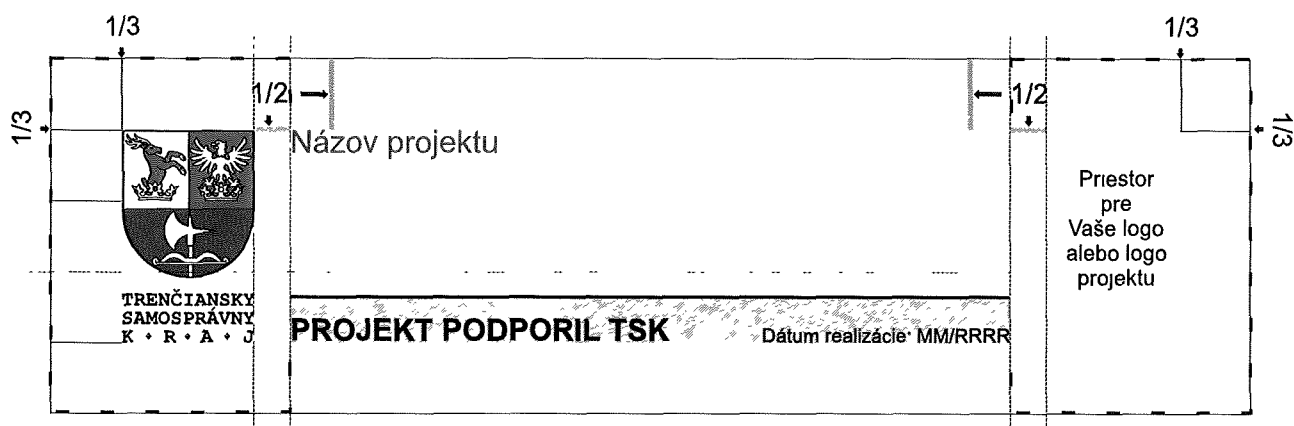 1/3
1/3
1/2
1/2
1/3
1/3
Názov projektu
Priestor
pre
Vaše logo
alebo logo
projektu
TRENČIANSKY
SAMOSPRÁVNY
K • R • A • J
PROJEKT PODPORIL TSK
Dátum realizácie: MM/RRRR